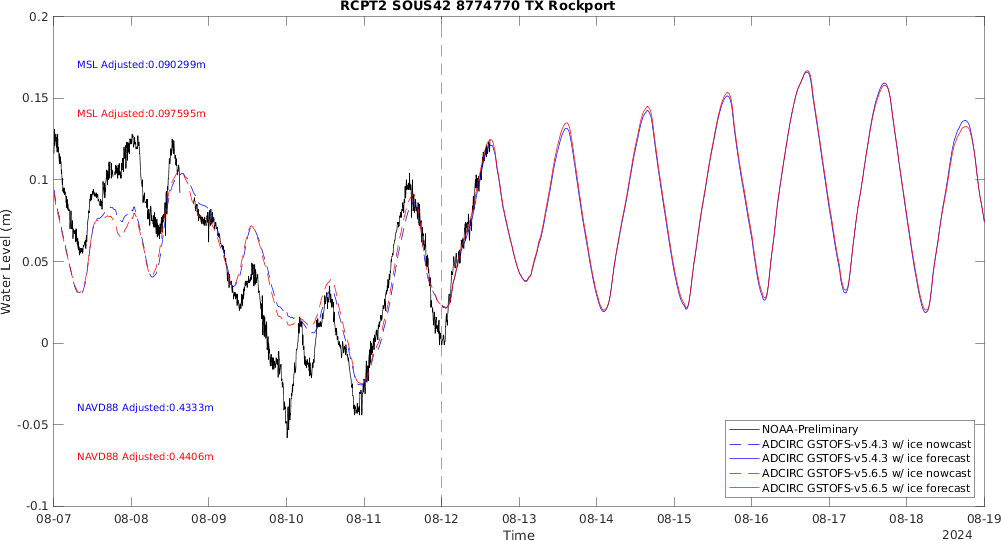 RCPT2 SOUS42 8774770 TX Rockport
0.2
0.15
0.1
0.05
0
-0.05
-0.1
Water Level (m)
MSL Adjusted:0.090299m
MSL Adjusted:0.097595m
NAVD88 Adjusted:0.4333m
NAVD88 Adjusted:0.4406m
NOAA-Preliminary
ADCIRC GSTOFS-v5.4.3 w/ ice nowcast
ADCIRC GSTOFS-v5.4.3 w/ ice forecast
ADCIRC GSTOFS-v5.6.5 w/ ice nowcast
ADCIRC GSTOFS-v5.6.5 w/ ice forecast
08-07 08-08 08-09 08-10 08-11 08-12 08-13 08-14 08-15 08-16 08-17 08-18 08-19
Time
2024